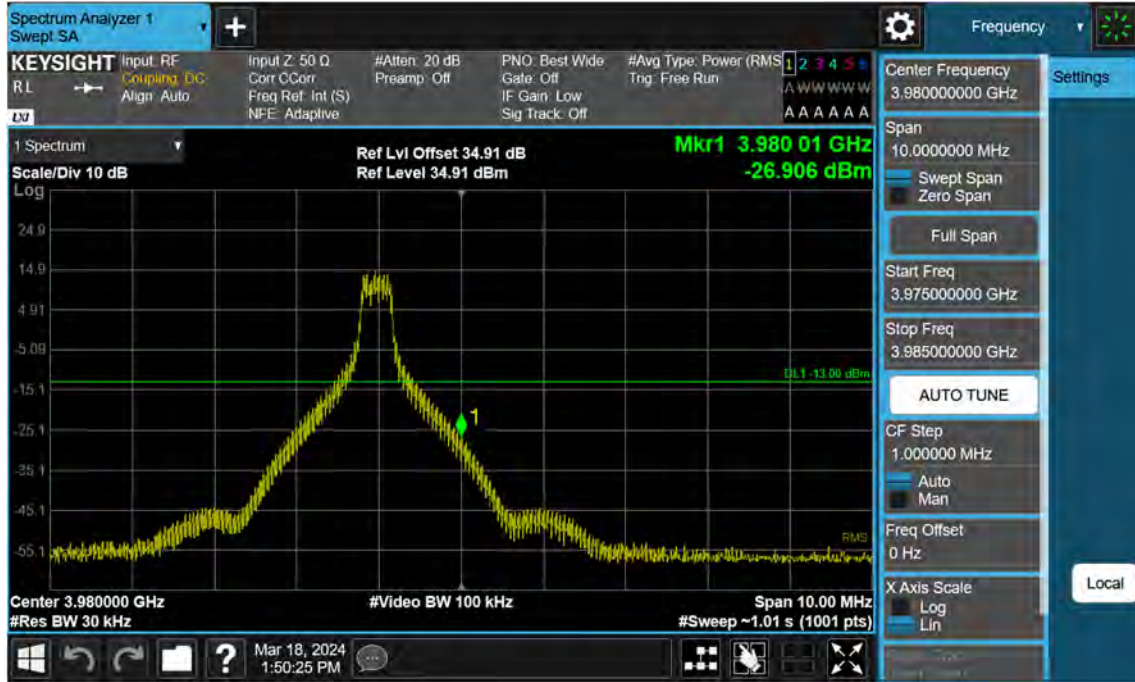 Spectrum Analyzer 1
Swept SA
+
Frequency
KEYSIGHT
RL
LXI
Input: RF
Coupling: DC
Align: Auto
Input Z: 50 Ω
Corr CCorr
Freq Ref: Int (S)
NFE: Adaptive
#Atten: 20 dB
Preamp: Off
PNO: Best Wide
Gate: Off
IF Gain: Low
Sig Track: Off
#Avg Type: Power (RMS
Trig: Free Run
1 2 3 4 5 6
A W W W W W
A A A A A A
1 Spectrum
Scale/Div 10 dB
Ref Lvl Offset 34.91 dB
Ref Level 34.91 dBm
Mkr1 3.980 01 GHz
-26.906 dBm
Log
24.9
14.9
4.91
-5.09
-15.1
-25.1
-35.1
-45.1
-55.1
DL1 -13.00 dBm
1
RMS
Center 3.980000 GHz
#Res BW 30 kHz
#Video BW 100 kHz
Span 10.00 MHz
#Sweep ~1.01 s (1001 pts)
Center Frequency
3.980000000 GHz
Span
10.0000000 MHz
Swept Span
Zero Span
Full Span
Start Freq
3.975000000 GHz
Stop Freq
3.985000000 GHz
AUTO TUNE
CF Step
1.000000 MHz
Auto
Man
Freq Offset
0 Hz
X Axis Scale
Log
Lin
Settings
Local
?
Mar 18, 2024
1:50:25 PM